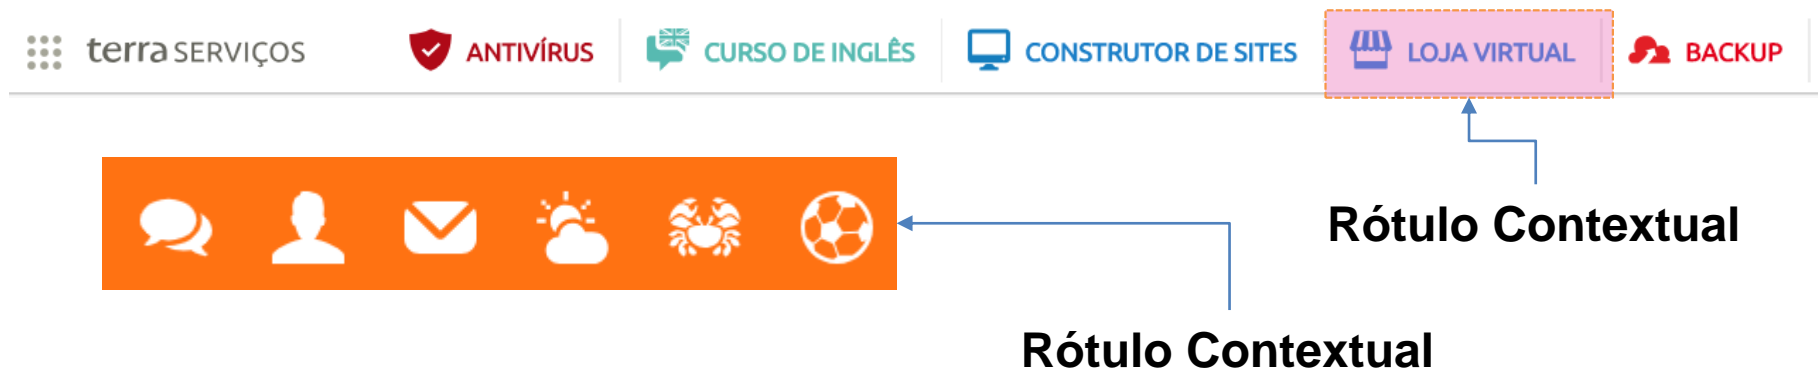 terra SERVIÇOS ANTIVÍRUS CURSO DE INGLÊS CONSTRUTOR DE SITES LOJA VIRTUAL BACKUP
Rótulo Contextual
Rótulo Contextual